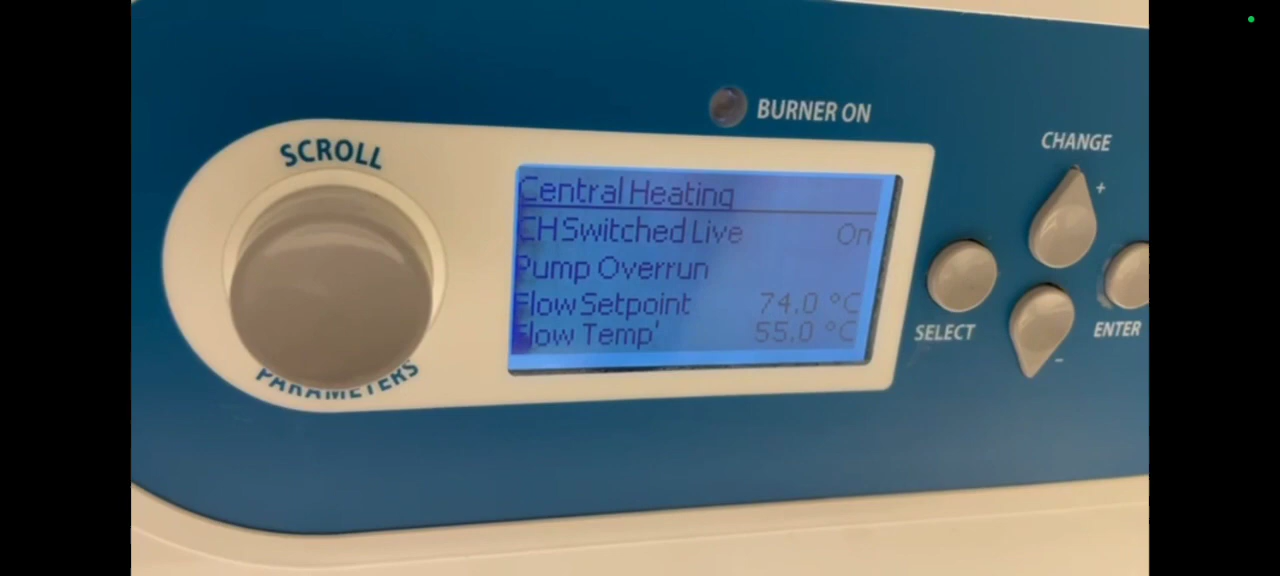 BURNER ON
CHANGE
+
SCROLL
PARAMETERS
Central Heating
CH Switched Live On
Pump Overrun
Flow Setpoint 74.0 °C
Flow Temp' 55.0 °C
SELECT
ENTER
-